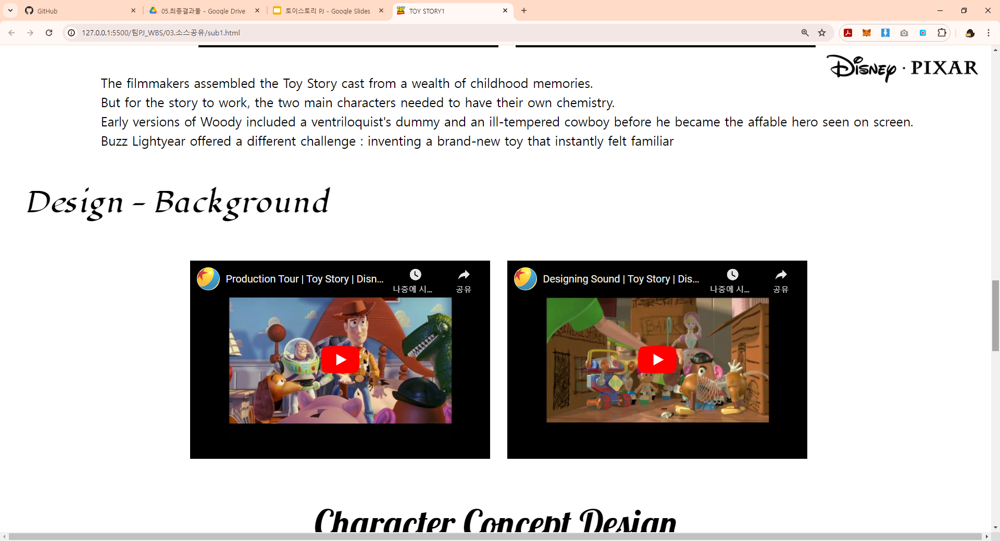 GitHub
05.최종결과물 - Google Drive
토이스토리 PJ - Google Slides
TOY STORY1
127.0.0.1:5500/팀PJ_WBS/03.소스공유/sub1.html
Disney · PIXAR
The filmmakers assembled the Toy Story cast from a wealth of childhood memories.
But for the story to work, the two main characters needed to have their own chemistry.
Early versions of Woody included a ventriloquist's dummy and an ill-tempered cowboy before he became the affable hero seen on screen.
Buzz Lightyear offered a different challenge : inventing a brand-new toy that instantly felt familiar
Design - Background
Production Tour | Toy Story | Disn...
나중에 시...
공유
Designing Sound | Toy Story | Dis...
나중에 시...
공유
GENERAL STORE
BANK
Character Concept Design